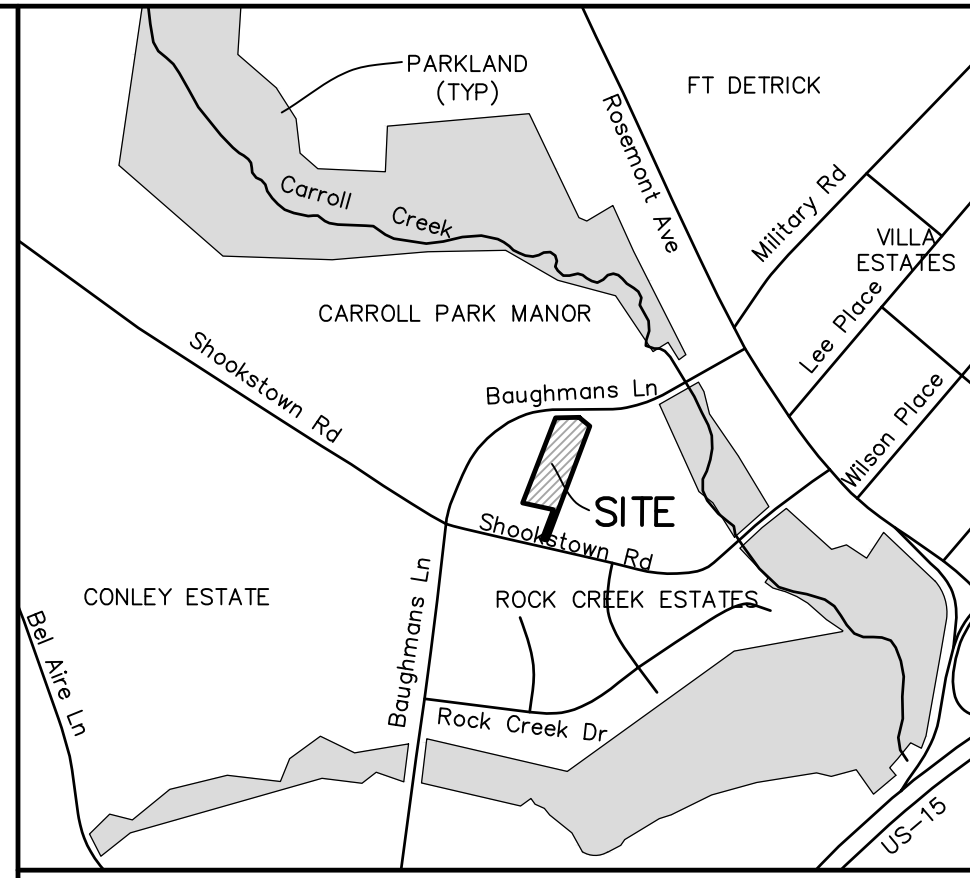 PARKLAND
(TYP)
FT DETRICK
Rosemont Ave
Military Rd
Carroll Creek
VILLA
ESTATES
Lee Place
CARROLL PARK MANOR
Shookstown Rd
Baughmans Ln
Wilson Place
SITE
Shookstown Rd
CONLEY ESTATE
ROCK CREEK ESTATES
Baughmans Ln
Bel Aire Ln
Rock Creek Dr
US-15